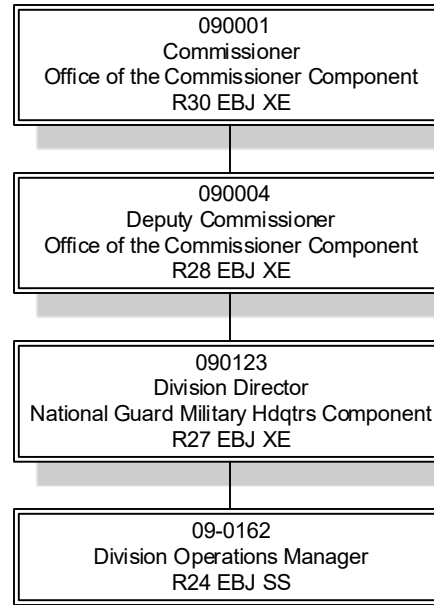 090001
Commissioner
Office of the Commissioner Component
R30 EBJ XE
090004
Deputy Commissioner
Office of the Commissioner Component
R28 EBJ XE
090123
Division Director
National Guard Military Hdqtrs Component
R27 EBJ XE
09-0162
Division Operations Manager
R24 EBJ SS